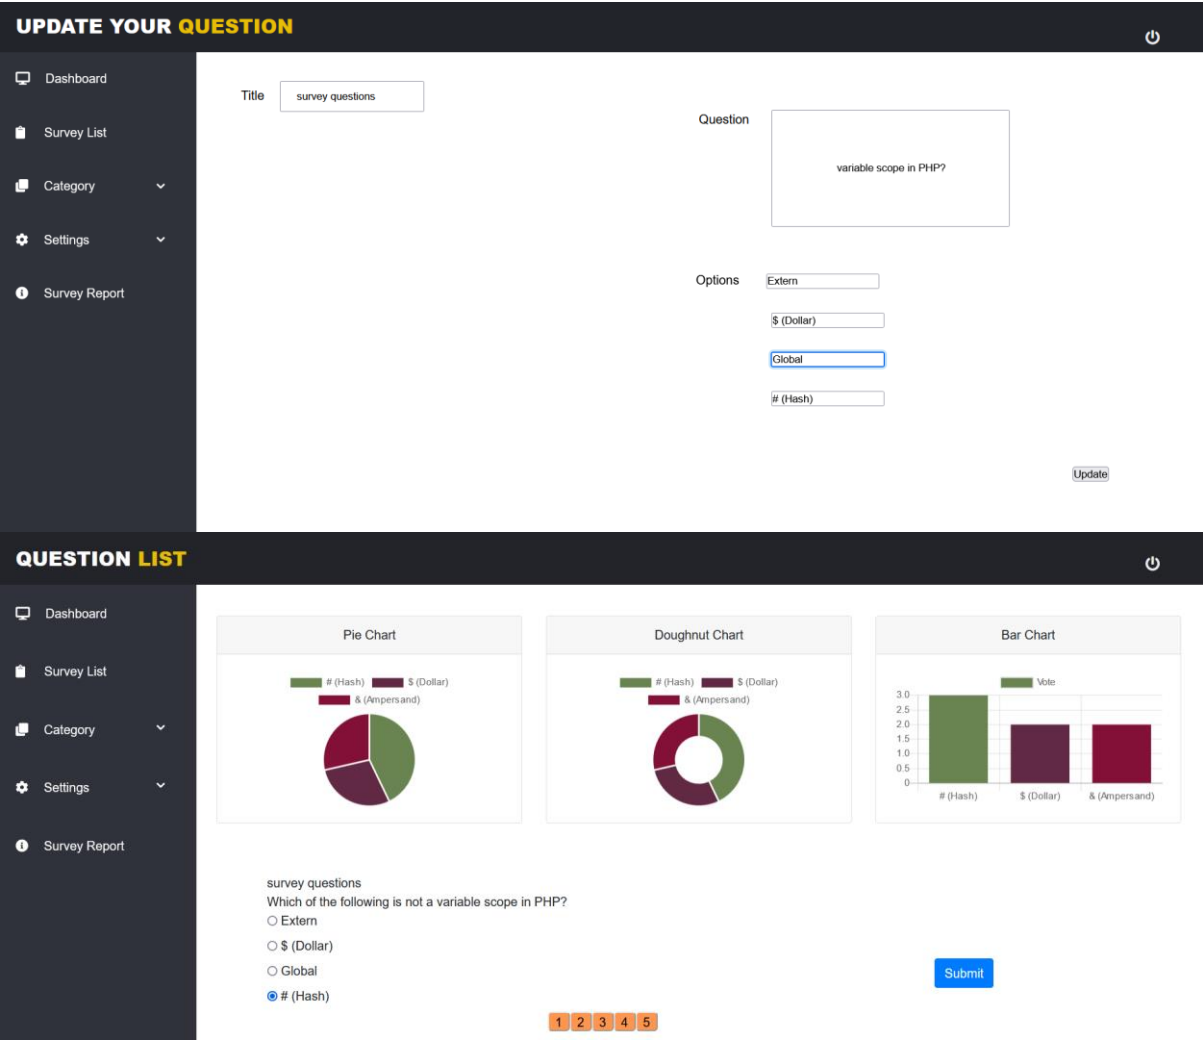 UPDATE YOUR QUESTION
Dashboard
Survey List
Category
Settings
Survey Report
Title
survey questions
Question
variable scope in PHP?
Options
Extern
$ (Dollar)
Global
# (Hash)
Update
QUESTION LIST
Dashboard
Survey List
Category
Settings
Survey Report
Pie Chart
# (Hash) $ (Dollar)
& (Ampersand)
Doughnut Chart
# (Hash) $ (Dollar)
& (Ampersand)
Bar Chart
Vote
3.0
2.5
2.0
1.5
1.0
0.5
0
# (Hash) $ (Dollar) & (Ampersand)
survey questions
Which of the following is not a variable scope in PHP?
Extern
$ (Dollar)
Global
# (Hash)
Submit
1 2 3 4 5